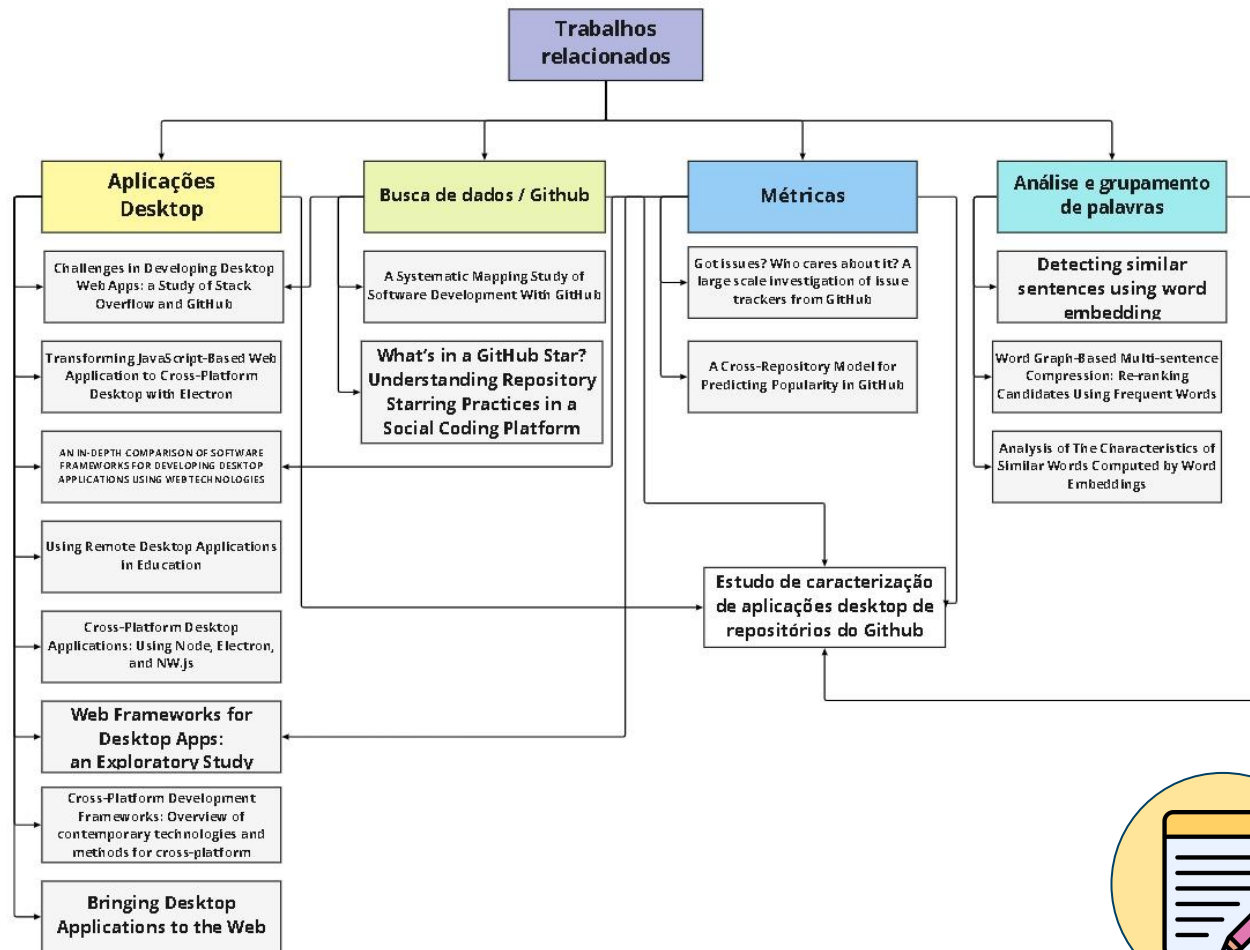 Trabalhos
relacionados
Aplicações
Desktop
Challenges in Developing Desktop
Web Apps: a Study of Stack
Overflow and GitHub
Transforming JavaScript-Based Web
Application to Cross-Platform
Desktop with Electron
AN IN-DEPTH COMPARISON OF SOFTWARE
FRAMEWORKS FOR DEVELOPING DESKTOP
APPLICATIONS USING WEB TECHNOLOGIES
Using Remote Desktop Applications
in Education
Cross-Platform Desktop
Applications: Using Node, Electron,
and NW.js
Web Frameworks for
Desktop Apps:
an Exploratory Study
Cross-Platform Development
Frameworks: Overview of
contemporary technologies and
methods for cross-platform
Bringing Desktop
Applications to the Web
Busca de dados / Github
A Systematic Mapping Study of
Software Development With GitHub
What's in a GitHub Star?
Understanding Repository
Starring Practices in a
Social Coding Platform
Métricas
Got issues? Who cares about it? A
large scale investigation of issue
trackers from GitHub
A Cross-Repository Model for
Predicting Popularity in GitHub
Análise e grupamento
de palavras
Detecting similar
sentences using word
embedding
Word Graph-Based Multi-sentence
Compression: Re-ranking
Candidates Using Frequent Words
Analysis of The Characteristics of
Similar Words Computed by Word
Embeddings
Estudo de caracterização
de aplicações desktop de
repositórios do Github